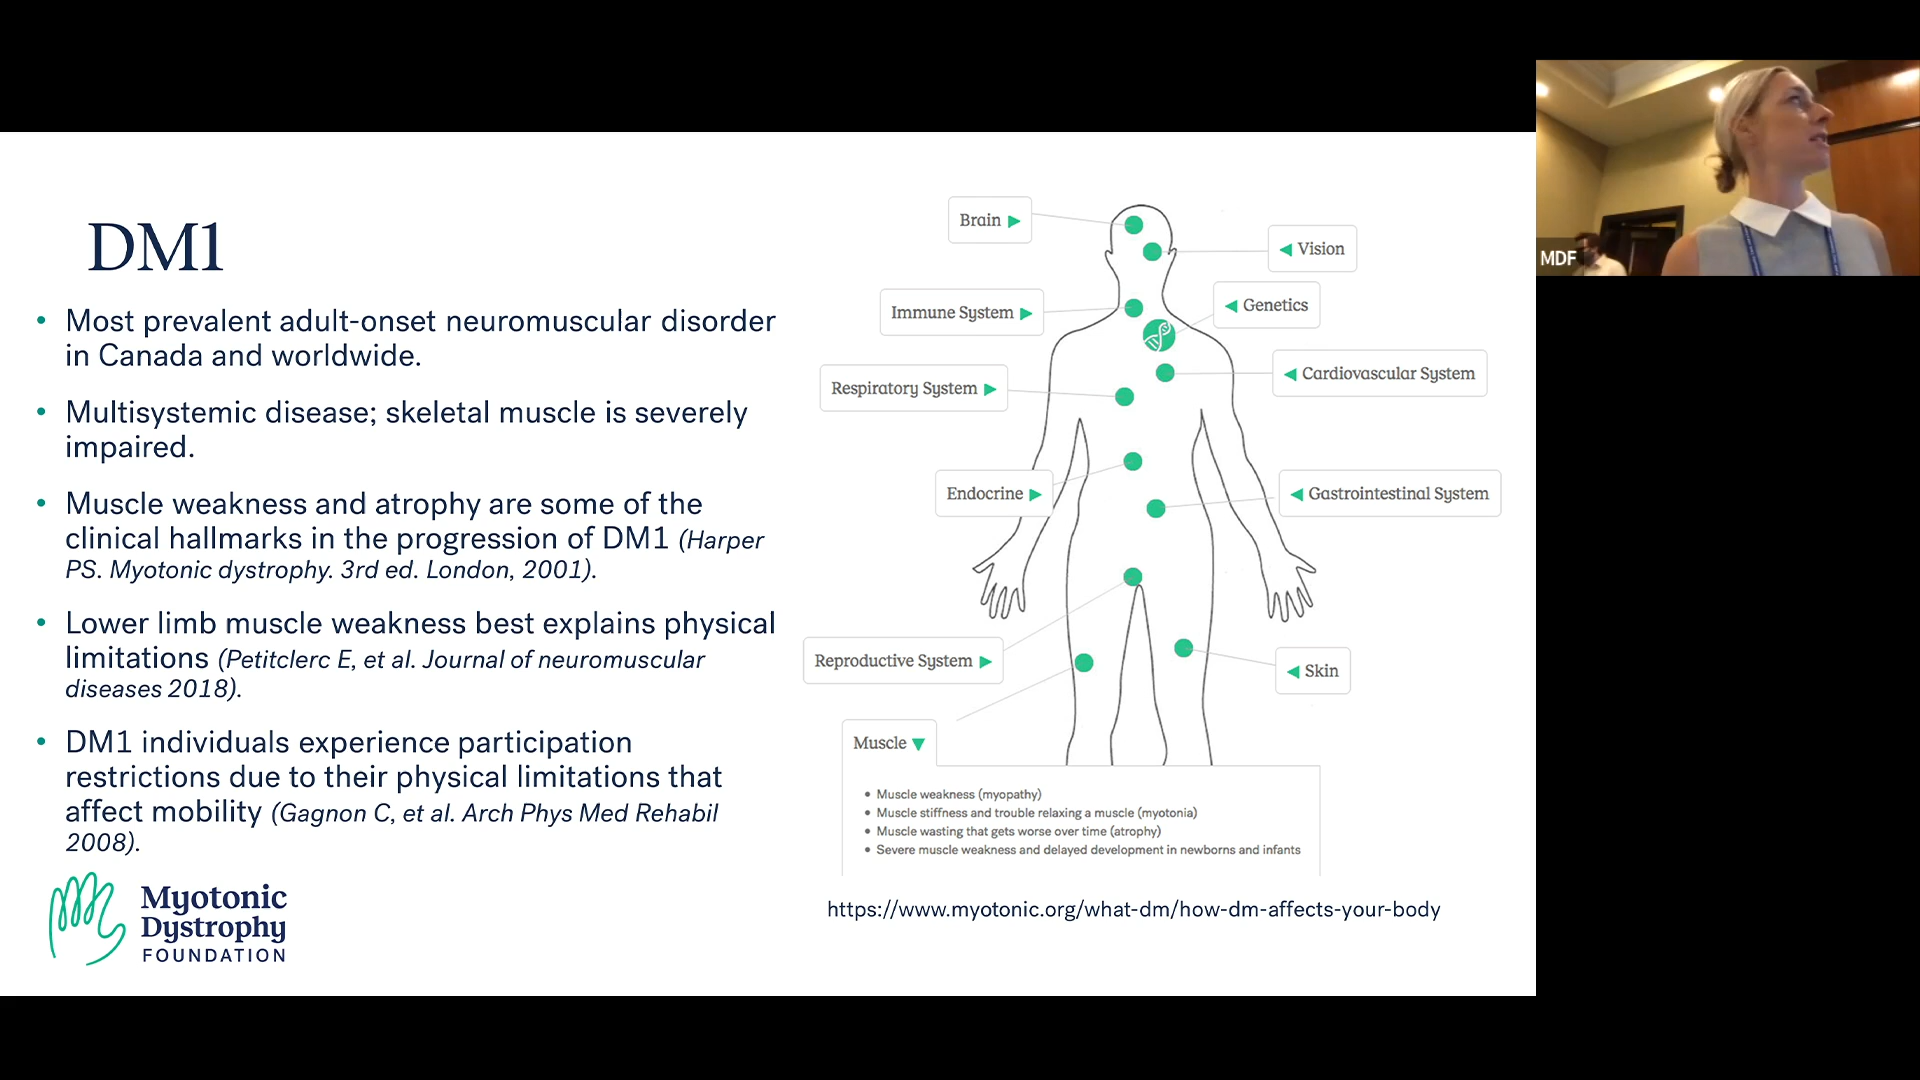 DM1
• Most prevalent adult-onset neuromuscular disorder
in Canada and worldwide.
• Multisystemic disease; skeletal muscle is severely
impaired.
• Muscle weakness and atrophy are some of the
clinical hallmarks in the progression of DM1 (Harper
PS. Myotonic dystrophy. 3rd ed. London, 2001).
• Lower limb muscle weakness best explains physical
limitations (Petitclerc E, et al. Journal of neuromuscular
diseases 2018).
• DM1 individuals experience participation
restrictions due to their physical limitations that
affect mobility (Gagnon C, et al. Arch Phys Med Rehabil
2008).
Myotonic
Dystrophy
FOUNDATION
Brain ▶
◀ Vision
Immune System ▶
◀ Genetics
Respiratory System ▶
◀ Cardiovascular System
Endocrine ▶
◀ Gastrointestinal System
Reproductive System ▶
◀ Skin
Muscle ▼
• Muscle weakness (myopathy)
• Muscle stiffness and trouble relaxing a muscle (myotonia)
• Muscle wasting that gets worse over time (atrophy)
• Severe muscle weakness and delayed development in newborns and infants
https://www.myotonic.org/what-dm/how-dm-affects-your-body
MDF